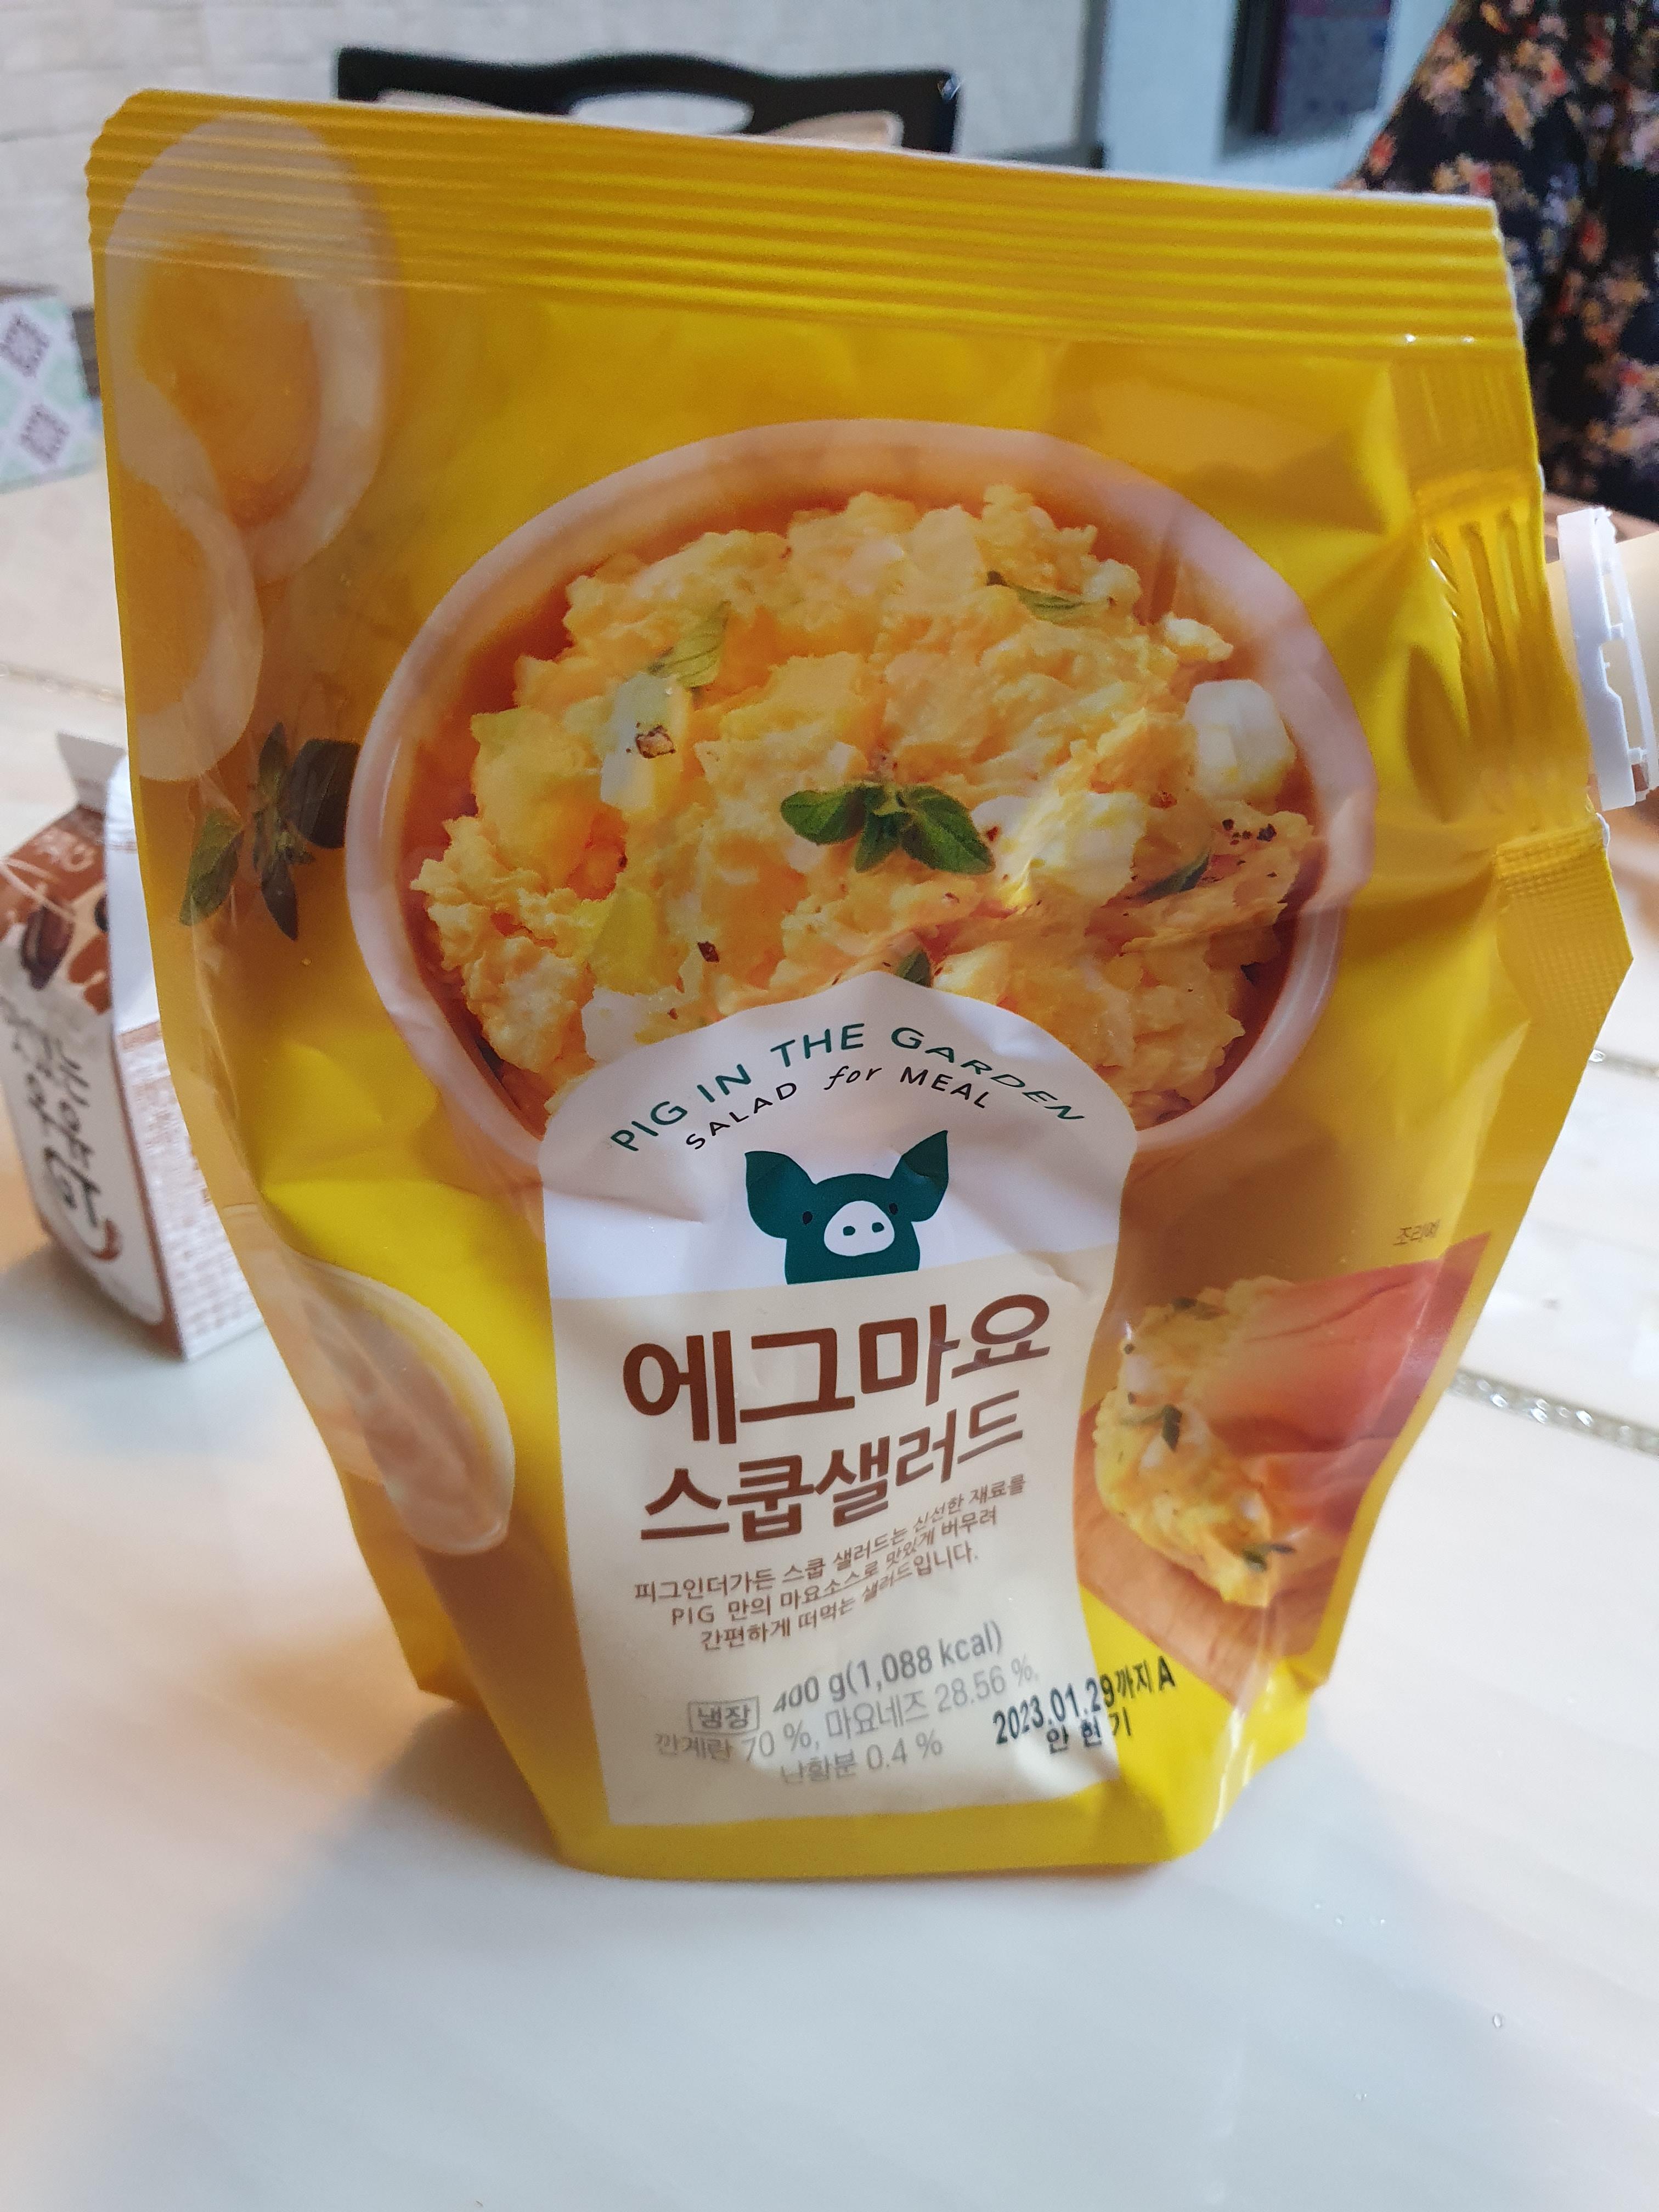 PIG IN THE GARDEN
SALAD for MEAL
에그마요
스쿱샐러드
피그인더가든 스쿱 샐러드는 신선한 재료를
PIG 만의 마요소스로 맛있게 버무려
간편하게 떠먹는 샐러드입니다.
냉장 400 g(1,088 kcal)
깐계란 70 %, 마요네즈 28.56 %,
난황분 0.4 %
2023.01.29까지 A
안 현 기
조리예